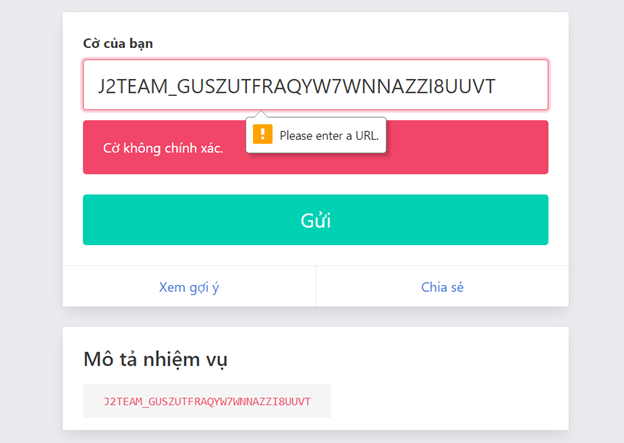 Cờ của bạn
J2TEAM_GUSZUTFRAQYW7WNNAZZI8UUVT
Please enter a URL.
Cờ không chính xác.
Gửi
Xem gợi ý
Chia sẻ
Mô tả nhiệm vụ
J2TEAM_GUSZUTFRAQYW7WNNAZZI8UUVT